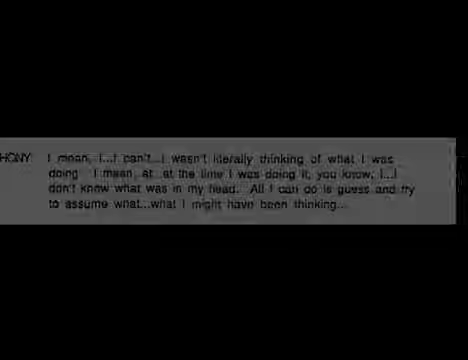 HONY I mean, I...I can't...I wasn't literally thinking of what I was
doing. I mean, at..at the time I was doing it, you know, I...I
don't know what was in my head. All I can do is guess and try
to assume what...what I might have been thinking...